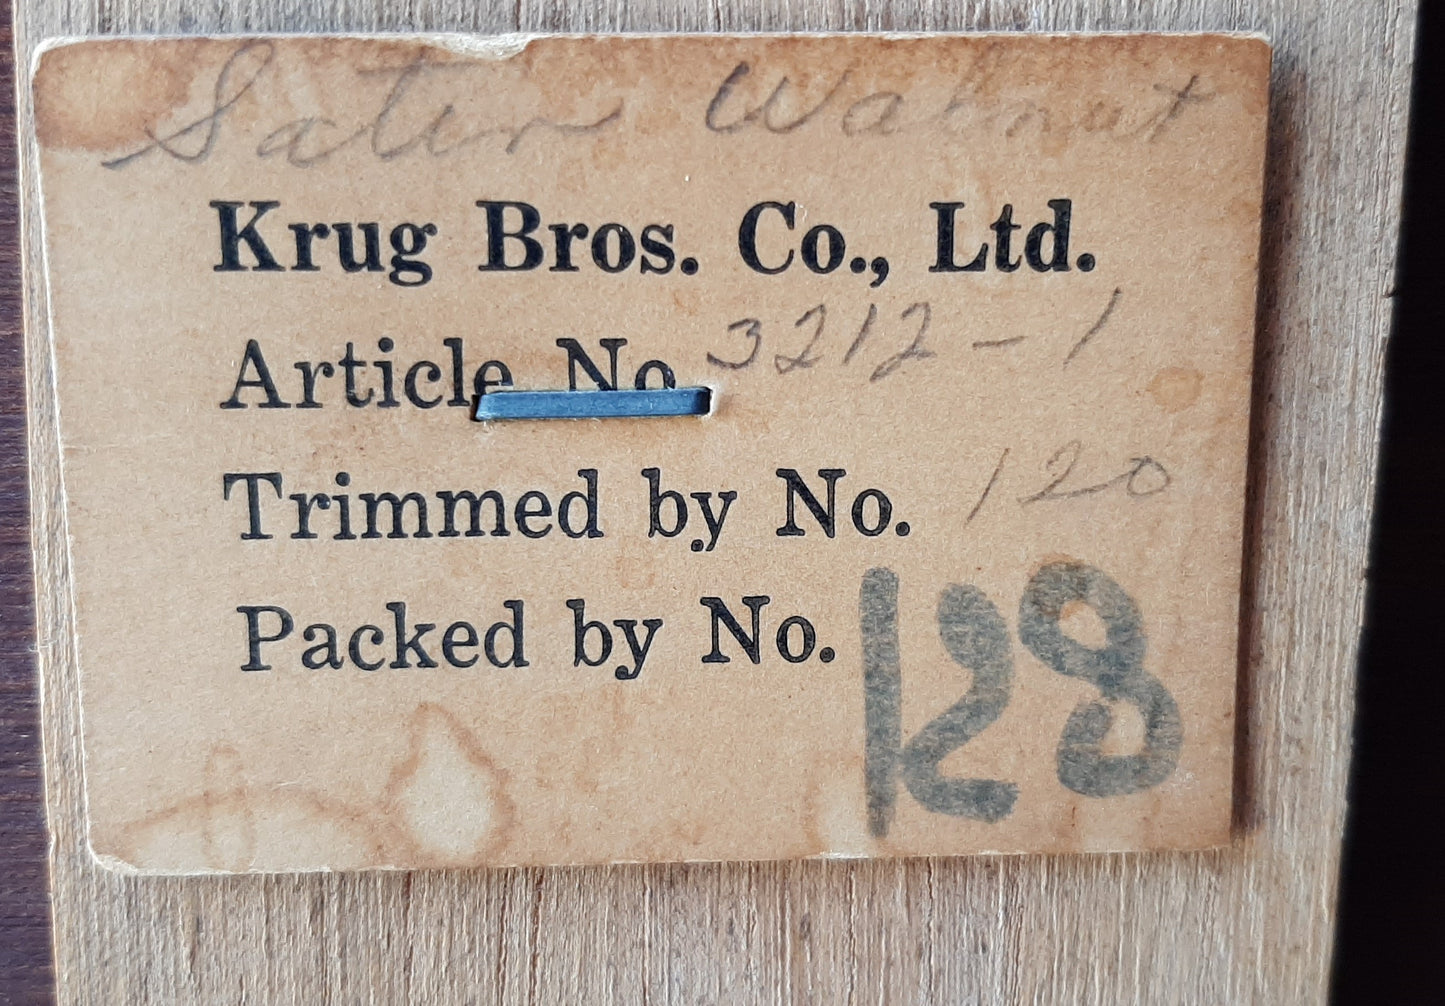 Satin Walnut
Krug Bros. Co., Ltd.
Article No 3212-1
Trimmed by No. 120
Packed by No. 128